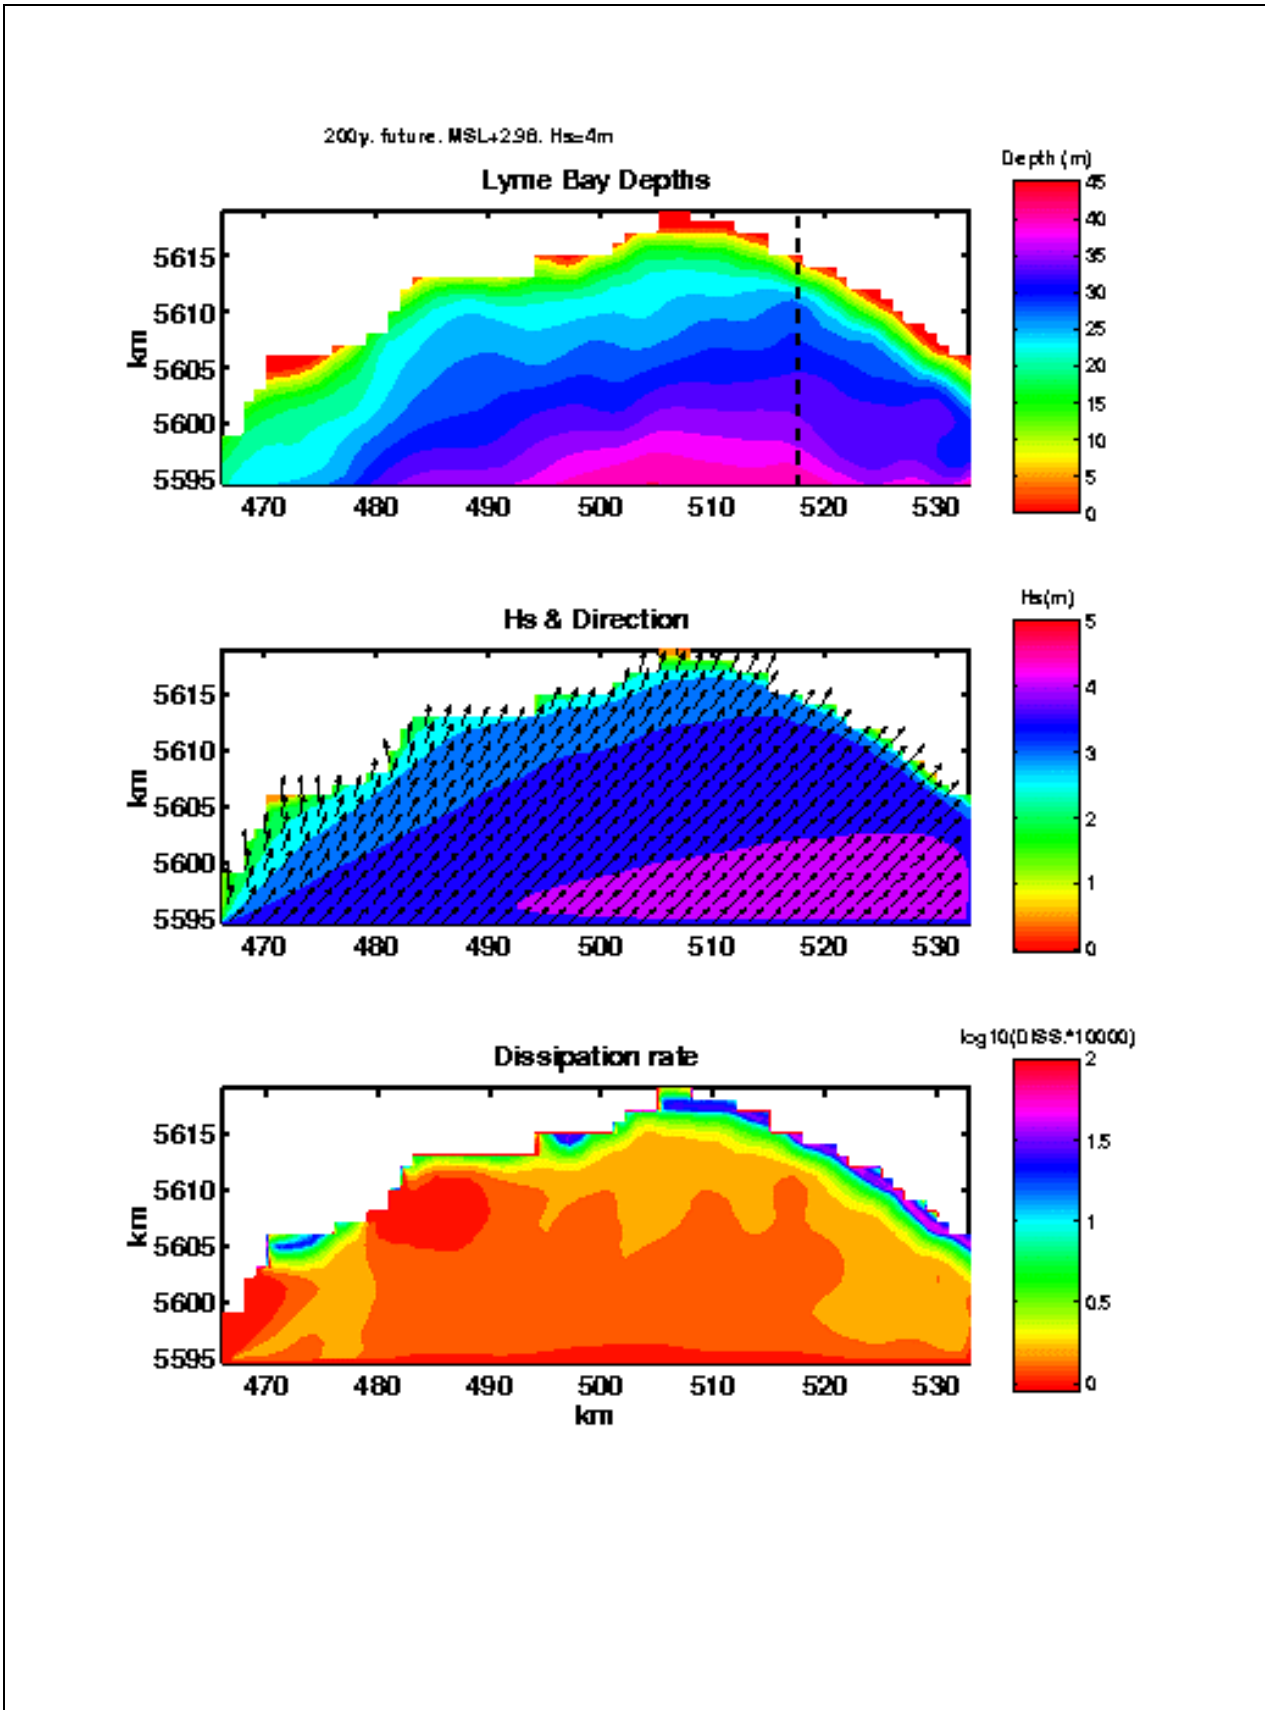 200y. future. MSL+2.98. Hs=4m
Depth (m)
Lyme Bay Depths
45
40
35
30
25
20
15
10
5
0
5615
5610
5605
5600
5595
km
470 480 490 500 510 520 530
Hs(m)
Hs & Direction
5
4
3
2
1
0
5615
5610
5605
5600
5595
km
470 480 490 500 510 520 530
log10(DISS.*10000)
Dissipation rate
2
1.5
1
0.5
0
5615
5610
5605
5600
5595
km
470 480 490 500 510 520 530
km